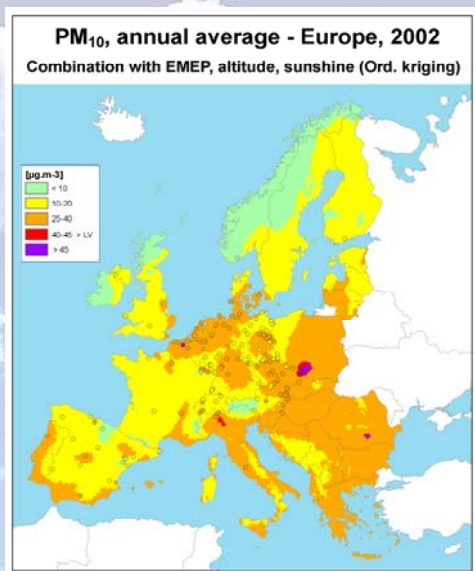 PM10, annual average - Europe, 2002
Combination with EMEP, altitude, sunshine (Ord. kriging)
[µg.m-3]
< 10
10-20
25-40
40-45 > LV
> 45